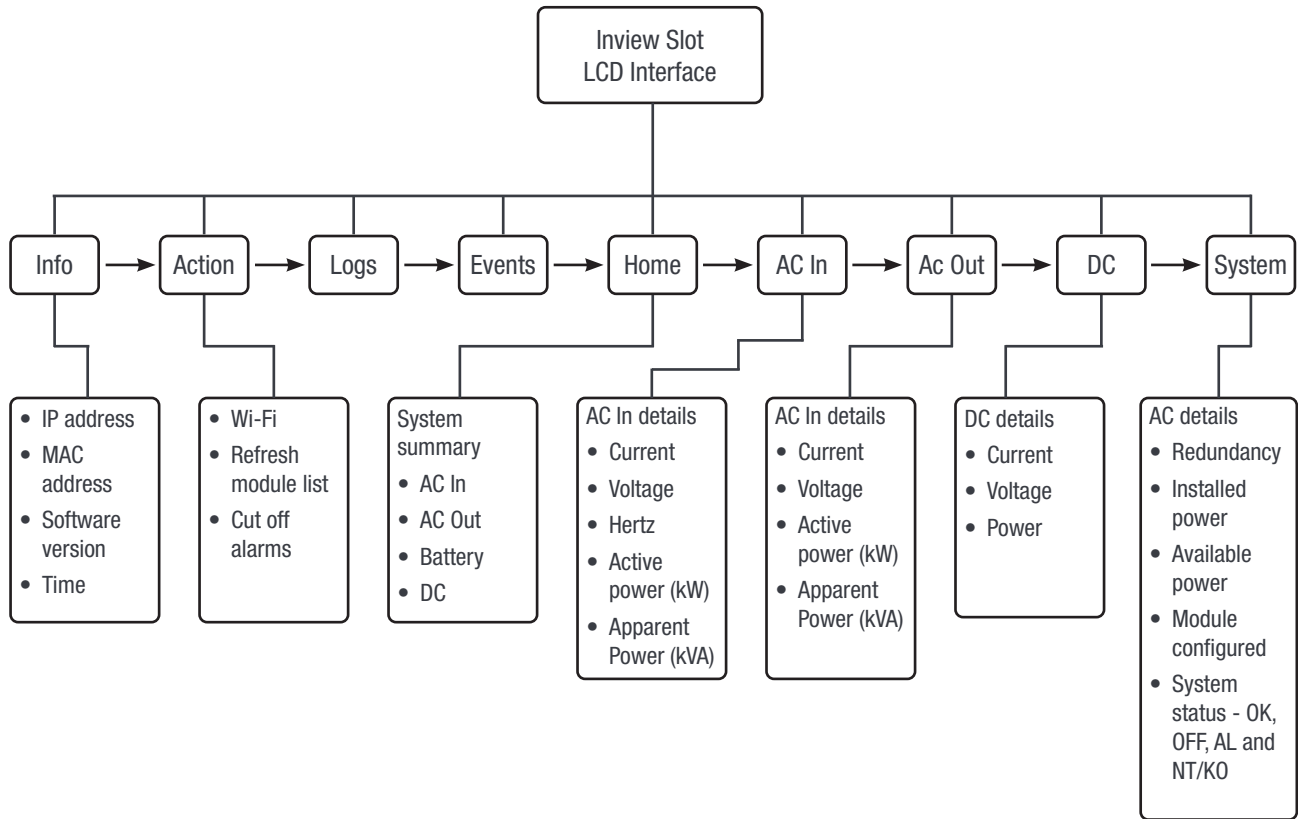 Inview Slot
LCD Interface
Info
Action
Logs
Events
Home
AC In
Ac Out
DC
System
• IP address
• MAC
address
• Software
version
• Time
• Wi-Fi
• Refresh
module list
• Cut off
alarms
System
summary
• AC In
• AC Out
• Battery
• DC
AC In details
• Current
• Voltage
• Hertz
• Active
power (kW)
• Apparent
Power (kVA)
AC In details
• Current
• Voltage
• Active
power (kW)
• Apparent
Power (kVA)
DC details
• Current
• Voltage
• Power
AC details
• Redundancy
• Installed
power
• Available
power
• Module
configured
• System
status - OK,
OFF, AL and
NT/KO